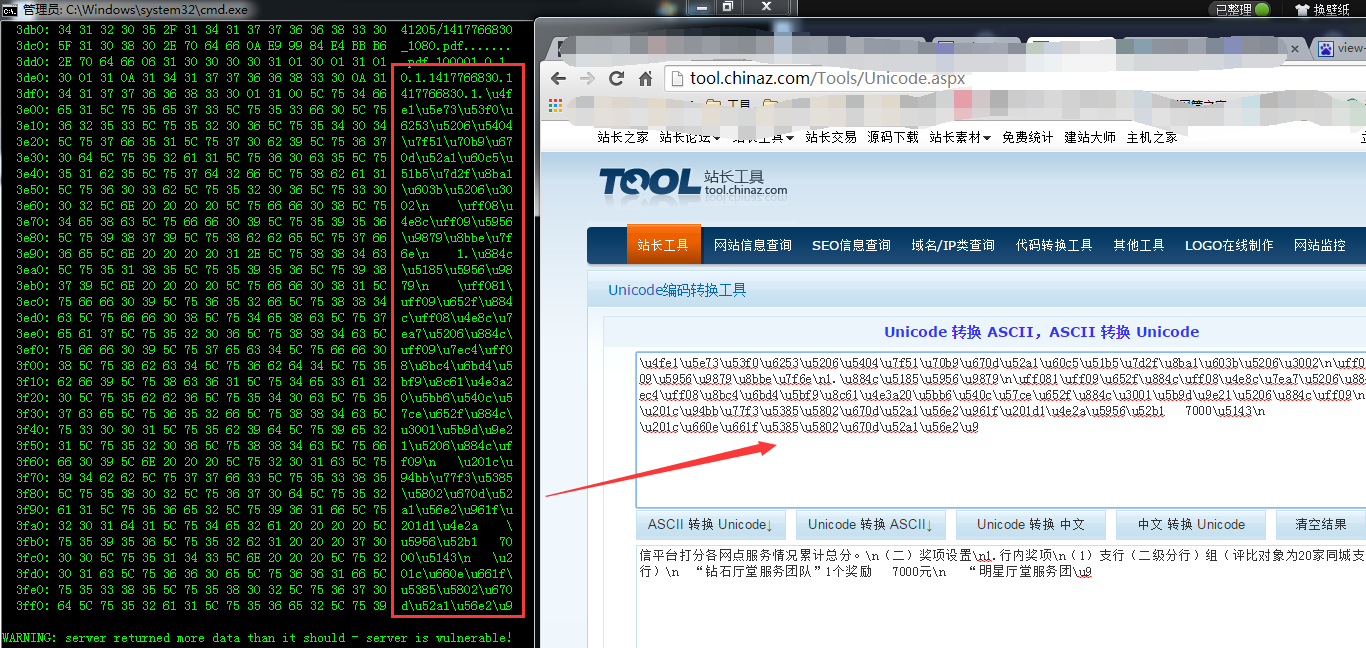 管理员: C:\Windows\system32\cmd.exe
3db0: 34 31 32 30 35 2F 31 34 31 37 37 36 36 38 33 30 41205/1417766830
3dc0: 5F 31 30 38 30 2E 70 64 66 0A E9 99 84 E4 BB B6 _1080.pdf.......
3dd0: 2E 70 64 66 06 31 30 30 30 30 31 01 30 01 31 01 .pdf.100001.0.1.
3de0: 30 01 31 0A 31 34 31 37 37 36 36 38 33 30 0A 31 0.1.1417766830.1
3df0: 34 31 37 37 36 36 38 33 30 01 31 00 5C 75 34 66 417766830.1.\u4f
3e00: 65 31 5C 75 35 65 37 33 5C 75 35 33 66 30 5C 75 e1\u5e73\u53f0\u
3e10: 36 32 35 33 5C 75 35 32 30 36 5C 75 35 34 30 34 6253\u5206\u5404
3e20: 5C 75 37 66 35 31 5C 75 37 30 62 39 5C 75 36 37 \u7f51\u70b9\u67
3e30: 30 64 5C 75 35 32 61 31 5C 75 36 30 63 35 5C 75 0d\u52a1\u60c5\u
3e40: 35 31 62 35 5C 75 37 64 32 66 5C 75 38 62 61 31 51b5\u7d2f\u8ba1
3e50: 5C 75 36 30 33 62 5C 75 35 32 30 36 5C 75 33 30 \u603b\u5206\u30
3e60: 30 32 5C 6E 20 20 20 20 5C 75 66 66 30 38 5C 75 02\n    \uff08\u
3e70: 34 65 38 63 5C 75 66 66 30 39 5C 75 35 39 35 36 4e8c\uff09\u5956
3e80: 5C 75 39 38 37 39 5C 75 38 62 62 65 5C 75 37 66 \u9879\u8bbe\u7f
3e90: 36 65 5C 6E 20 20 20 20 31 2E 5C 75 38 38 34 63 6e\n    1.\u884c
3ea0: 5C 75 35 31 38 35 5C 75 35 39 35 36 5C 75 39 38 \u5185\u5956\u98
3eb0: 37 39 5C 6E 20 20 20 20 5C 75 66 66 30 38 31 5C 79\n    \uff081\
3ec0: 75 66 66 30 39 5C 75 36 35 32 66 5C 75 38 38 34 uff09\u652f\u884
3ed0: 63 5C 75 66 66 30 38 5C 75 34 65 38 63 5C 75 37 c\uff08\u4e8c\u7
3ee0: 65 61 37 5C 75 35 32 30 36 5C 75 38 38 34 63 5C ea7\u5206\u884c\
3ef0: 75 66 66 30 39 5C 75 37 65 63 34 5C 75 66 66 30 uff09\u7ec4\uff0
3f00: 38 5C 75 38 62 63 34 5C 75 36 62 64 34 5C 75 35 8\u8bc4\u6bd4\u5
3f10: 62 66 39 5C 75 38 63 36 31 5C 75 34 65 33 61 32 bf9\u8c61\u4e3a2
3f20: 30 5C 75 35 62 62 36 5C 75 35 34 30 63 5C 75 35 0\u5bb6\u540c\u5
3f30: 37 63 65 5C 75 36 35 32 66 5C 75 38 38 34 63 5C 7ce\u652f\u884c\
3f40: 75 33 30 30 31 5C 75 35 62 39 64 5C 75 39 65 32 u3001\u5b9d\u9e2
3f50: 31 5C 75 35 32 30 36 5C 75 38 38 34 63 5C 75 66 1\u5206\u884c\uf
3f60: 66 30 39 5C 6E 20 20 20 5C 75 32 30 31 63 5C 75 f09\n   \u201c\u
3f70: 39 34 62 62 5C 75 37 37 66 33 5C 75 35 33 38 35 94bb\u77f3\u5385
3f80: 5C 75 35 38 30 32 5C 75 36 37 30 64 5C 75 35 32 \u5802\u670d\u52
3f90: 61 31 5C 75 35 36 65 32 5C 75 39 36 31 66 5C 75 a1\u56e2\u961f\u
3fa0: 32 30 31 64 31 5C 75 34 65 32 61 20 20 20 20 5C 201d1\u4e2a    \
3fb0: 75 35 39 35 36 5C 75 35 32 62 31 20 20 20 37 30 u5956\u52b1   70
3fc0: 30 30 5C 75 35 31 34 33 5C 6E 20 20 20 5C 75 32 00\u5143\n   \u2
3fd0: 30 31 63 5C 75 36 36 30 65 5C 75 36 36 31 66 5C 01c\u660e\u661f\
3fe0: 75 35 33 38 35 5C 75 35 38 30 32 5C 75 36 37 30 u5385\u5802\u670
3ff0: 64 5C 75 35 32 61 31 5C 75 35 36 65 32 5C 75 39 d\u52a1\u56e2\u9
WARNING: server returned more data than it should - server is vulnerable!
已整理 换壁纸
view-
tool.chinaz.com/Tools/Unicode.aspx
工具
站长之家 站长论坛 站长工具 站长交易 源码下载 站长素材 免费统计 建站大师 主机之家
TOOL 站长工具
tool.chinaz.com
站长工具 网站信息查询 SEO信息查询 域名/IP类查询 代码转换工具 其他工具 LOGO在线制作 网站监控
Unicode编码转换工具
Unicode 转换 ASCII，ASCII 转换 Unicode
\u4fe1\u5e73\u53f0\u6253\u5206\u5404\u7f51\u70b9\u670d\u52a1\u60c5\u51b5\u7d2f\u8ba1\u603b\u5206\u3002\n\uff0
09\u5956\u9879\u8bbe\u7f6e\n1.\u884c\u5185\u5956\u9879\n\uff081\uff09\u652f\u884c\uff08\u4e8c\u7ea7\u5206\u88
ec4\uff08\u8bc4\u6bd4\u5bf9\u8c61\u4e3a20\u5bb6\u540c\u57ce\u652f\u884c\u3001\u5b9d\u9e21\u5206\u884c\uff09\n
\u201c\u94bb\u77f3\u5385\u5802\u670d\u52a1\u56e2\u961f\u201d1\u4e2a\u5956\u52b1   7000\u5143\n
\u201c\u660e\u661f\u5385\u5802\u670d\u52a1\u56e2\u9
ASCII 转换 Unicode↓ Unicode 转换 ASCII↓ Unicode 转换 中文 中文 转换 Unicode 清空结果
信平台打分各网点服务情况累计总分。\n（二）奖项设置\n1.行内奖项\n（1）支行（二级分行）组（评比对象为20家同城支
行）\n   “钻石厅堂服务团队”1个奖励   7000元\n   “明星厅堂服务团\u9